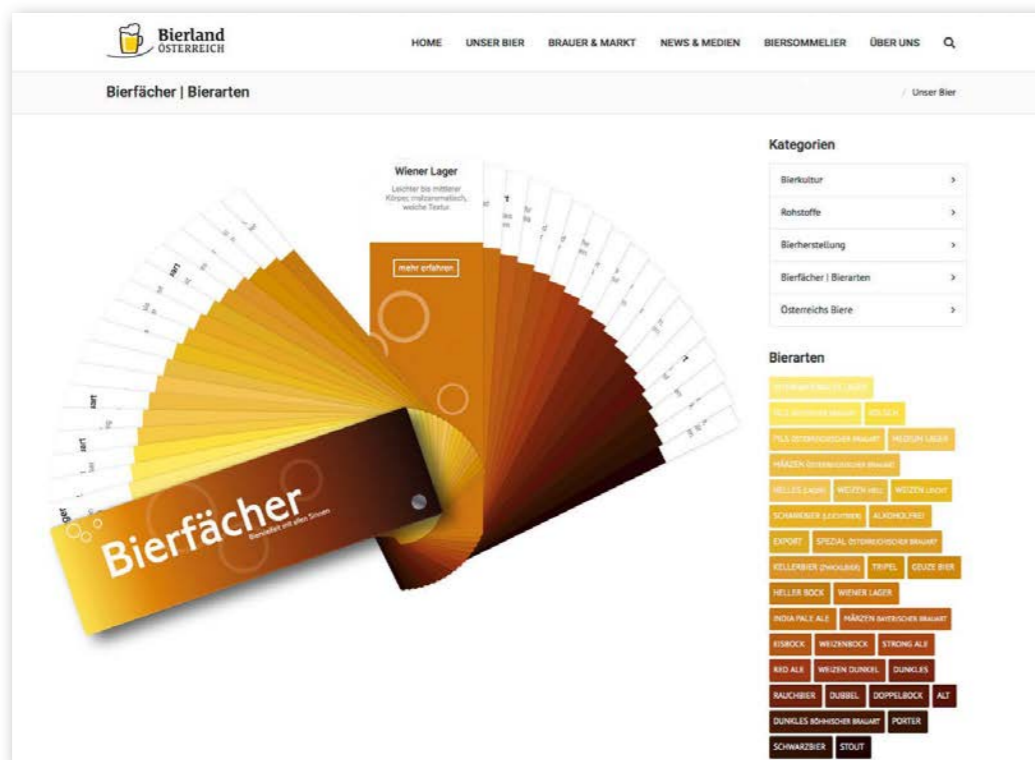 Bierland
ÖSTERREICH
HOME UNSER BIER BRAUER & MARKT NEWS & MEDIEN BIERSOMMELIER ÜBER UNS
Bierfächer | Bierarten
/ Unser Bier
Wiener Lager
Leichter bis mittlerer
Körper, malzaromatisch,
weiche Textur.
mehr erfahren
Bierfächer
Biervielfalt mit allen Sinnen
Kategorien
Bierkultur
Rohstoffe
Bierherstellung
Bierfächer | Bierarten
Österreichs Biere
Bierarten
INTERNATIONALES LAGER
KÖLSCH
PILS ÖSTERREICHISCHER BRAUART MEDIUM LAGER
MÄRZEN ÖSTERREICHISCHER BRAUART
HELLES (LAGER) WEIZEN HELL WEIZEN LEICHT
SCHANKBIER (LEICHTBIER) ALKOHOLFREI
EXPORT SPEZIAL ÖSTERREICHISCHER BRAUART
KELLERBIER (ZWICKLBIER) TRIPEL GEUZE BIER
HELLER BOCK WIENER LAGER
INDIA PALE ALE MÄRZEN BAYERISCHER BRAUART
EISBOCK WEIZENBOCK STRONG ALE
RED ALE WEIZEN DUNKEL DUNKLES
RAUCHBIER DUBBEL DOPPELBOCK ALT
DUNKLES BÖHMISCHER BRAUART PORTER
SCHWARZBIER STOUT